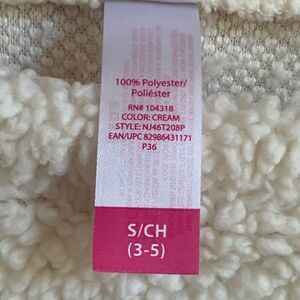 100% Polyester/
Poliéster
RN# 104318
COLOR: CREAM
STYLE: NJ46T208P
EAN/UPC 82986431171
P36
S/CH
(3-5)